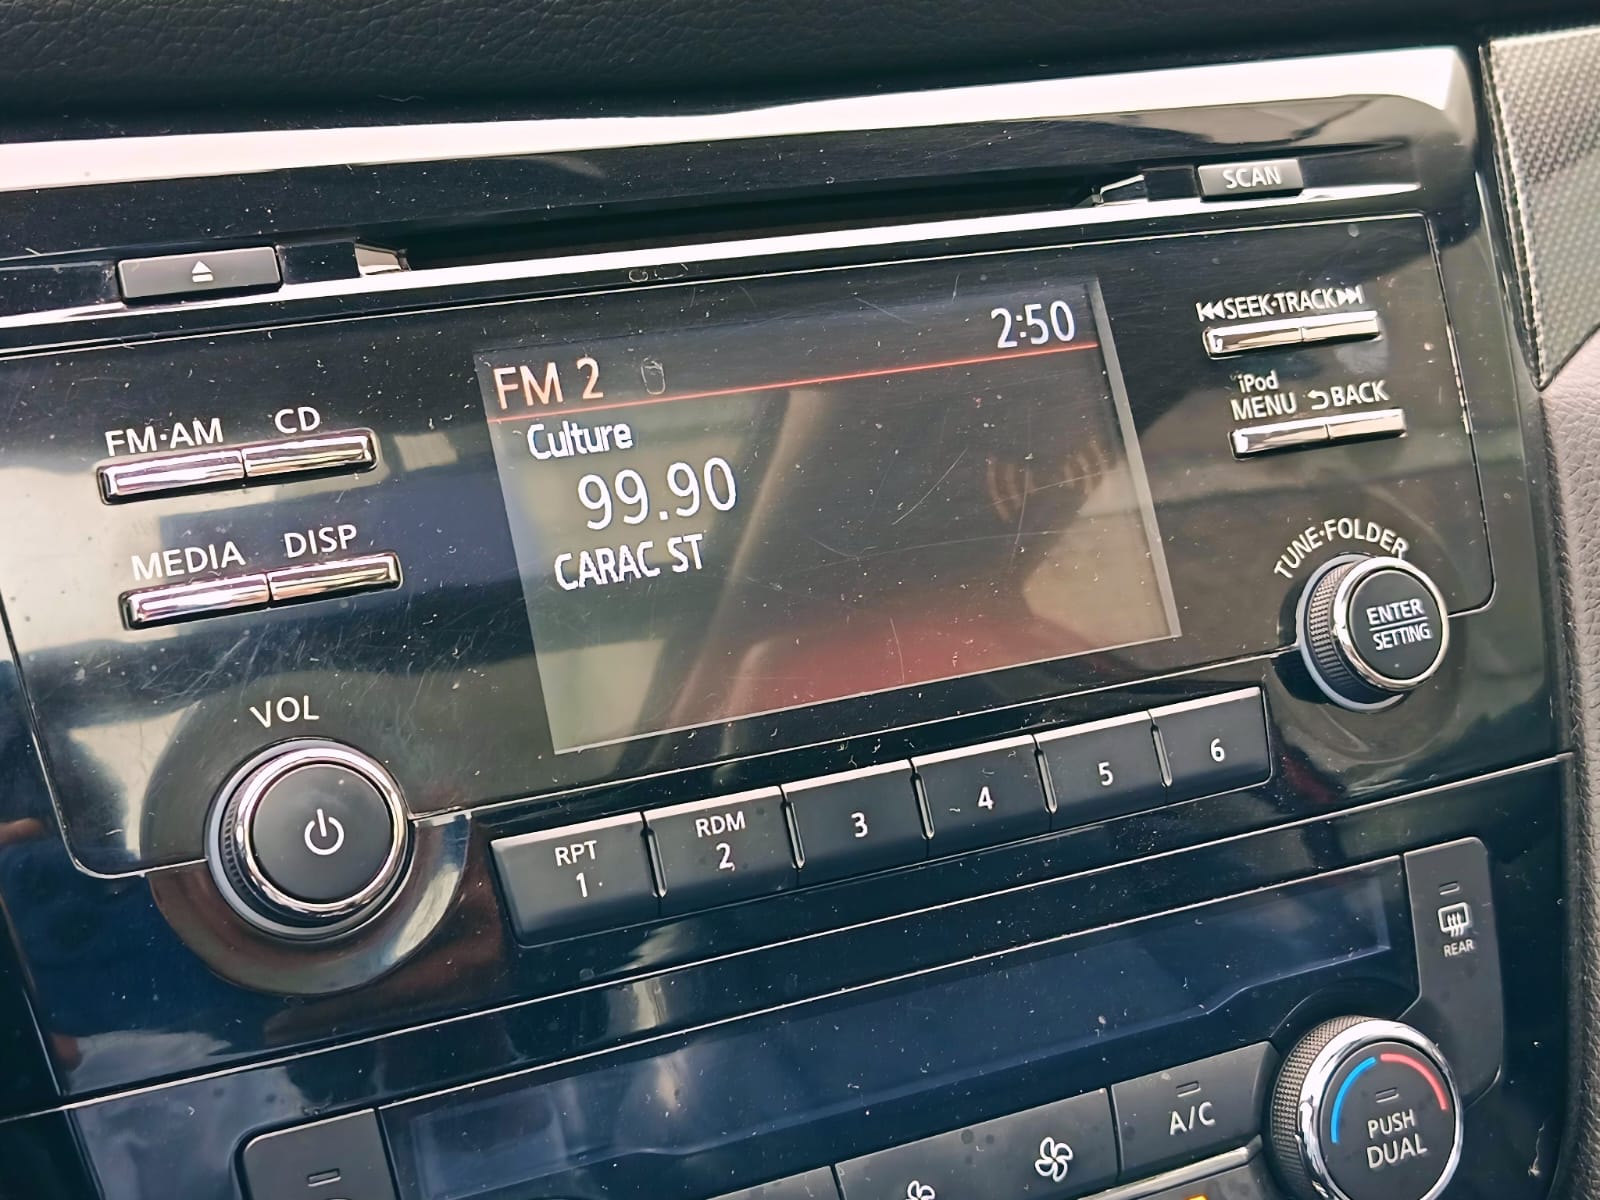 SCAN
2:50
FM 2
Culture
99.90
CARAC ST
FM·AM CD
MEDIA DISP
VOL
SEEK·TRACK
iPod
MENU BACK
TUNE·FOLDER
ENTER
SETTING
RPT
1
RDM
2
3
4
5
6
REAR
A/C
PUSH
DUAL